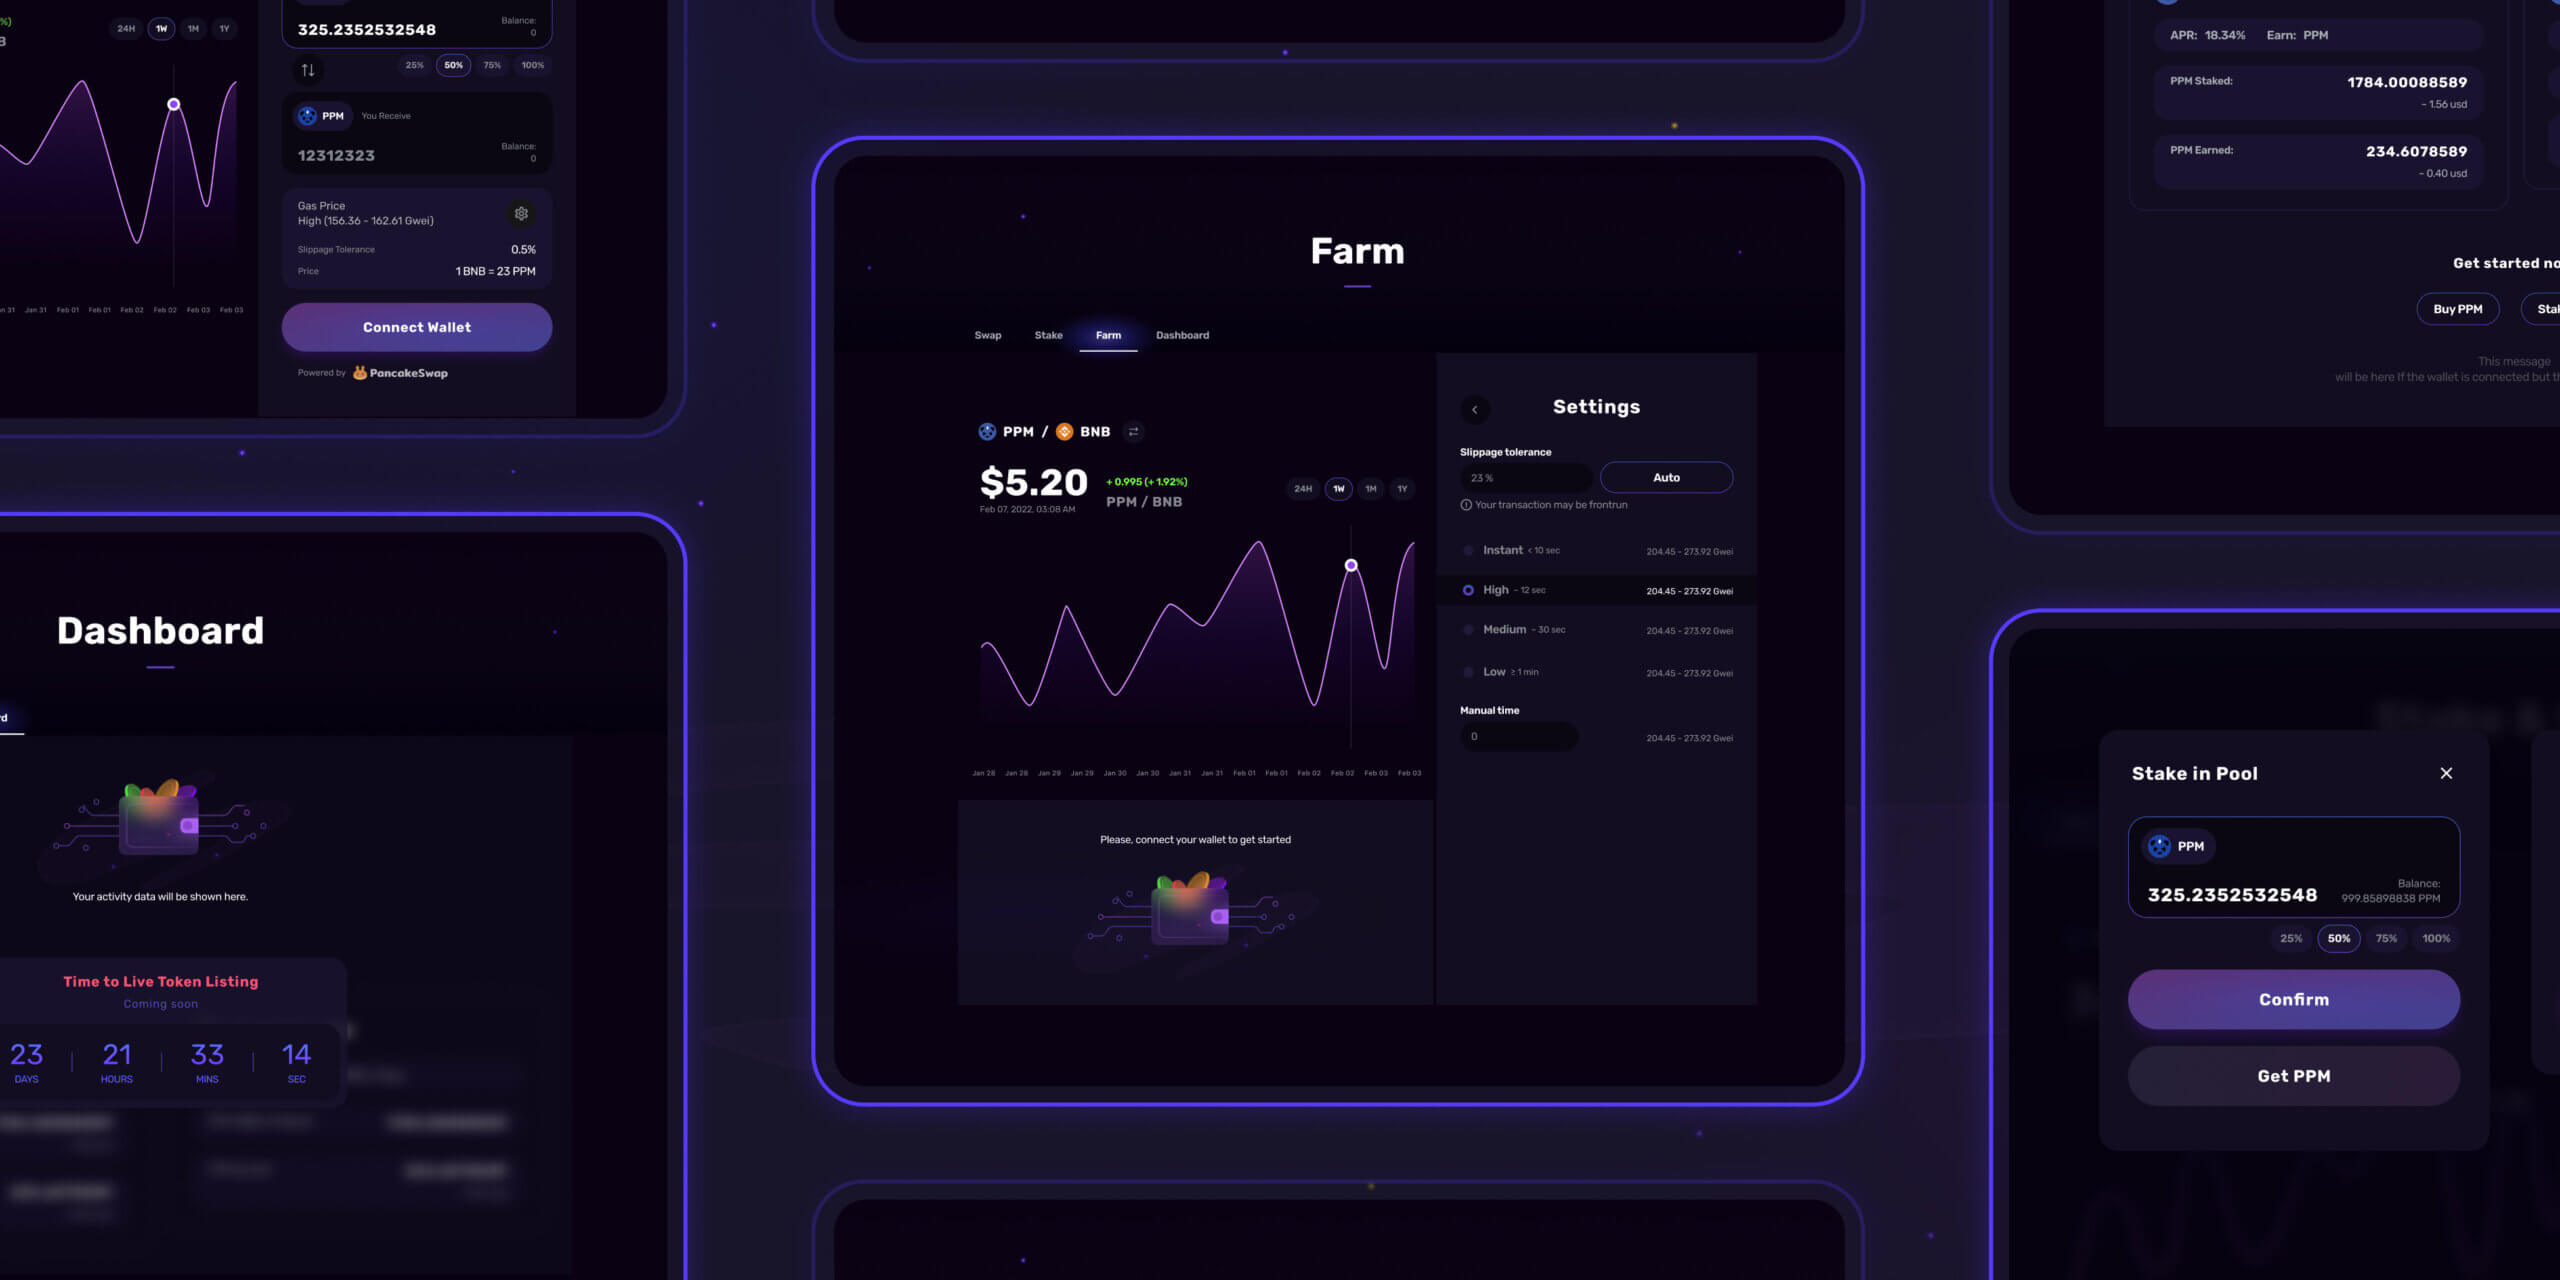 %)
B
24H 1W 1M 1Y
Jan 31 Feb 01 Feb 01 Feb 02 Feb 02 Feb 03 Feb 03
325.2352532548
Balance:
0
25% 50% 75% 100%
PPM You Receive
12312323
Balance:
0
Gas Price
High (156.36 - 162.61 Gwei)
Slippage Tolerance 0.5%
Price 1 BNB = 23 PPM
Connect Wallet
Powered by PancakeSwap
Dashboard
rd
Your activity data will be shown here.
Time to Live Token Listing
Coming soon
23 21 33 14
DAYS HOURS MINS SEC
Farm
Swap Stake Farm Dashboard
PPM / BNB
$5.20
+ 0.995 (+ 1.92%)
PPM / BNB
Feb 07, 2022, 03:08 AM
24H 1W 1M 1Y
Jan 28 Jan 28 Jan 29 Jan 29 Jan 30 Jan 30 Jan 31 Jan 31 Feb 01 Feb 01 Feb 02 Feb 02 Feb 03 Feb 03
Please, connect your wallet to get started
Settings
Slippage tolerance
23 % Auto
Your transaction may be frontrun
Instant < 10 sec 204.45 - 273.92 Gwei
High ~ 12 sec 204.45 - 273.92 Gwei
Medium ~ 30 sec 204.45 - 273.92 Gwei
Low ≥ 1 min 204.45 - 273.92 Gwei
Manual time
0 204.45 - 273.92 Gwei
APR: 18.34% Earn: PPM
PPM Staked: 1784.00088589
~ 1.56 usd
PPM Earned: 234.6078589
~ 0.40 usd
Get started no
Buy PPM Stak
This message
will be here If the wallet is connected but th
Stake in Pool
PPM
325.2352532548
Balance:
999.85898838 PPM
25% 50% 75% 100%
Confirm
Get PPM